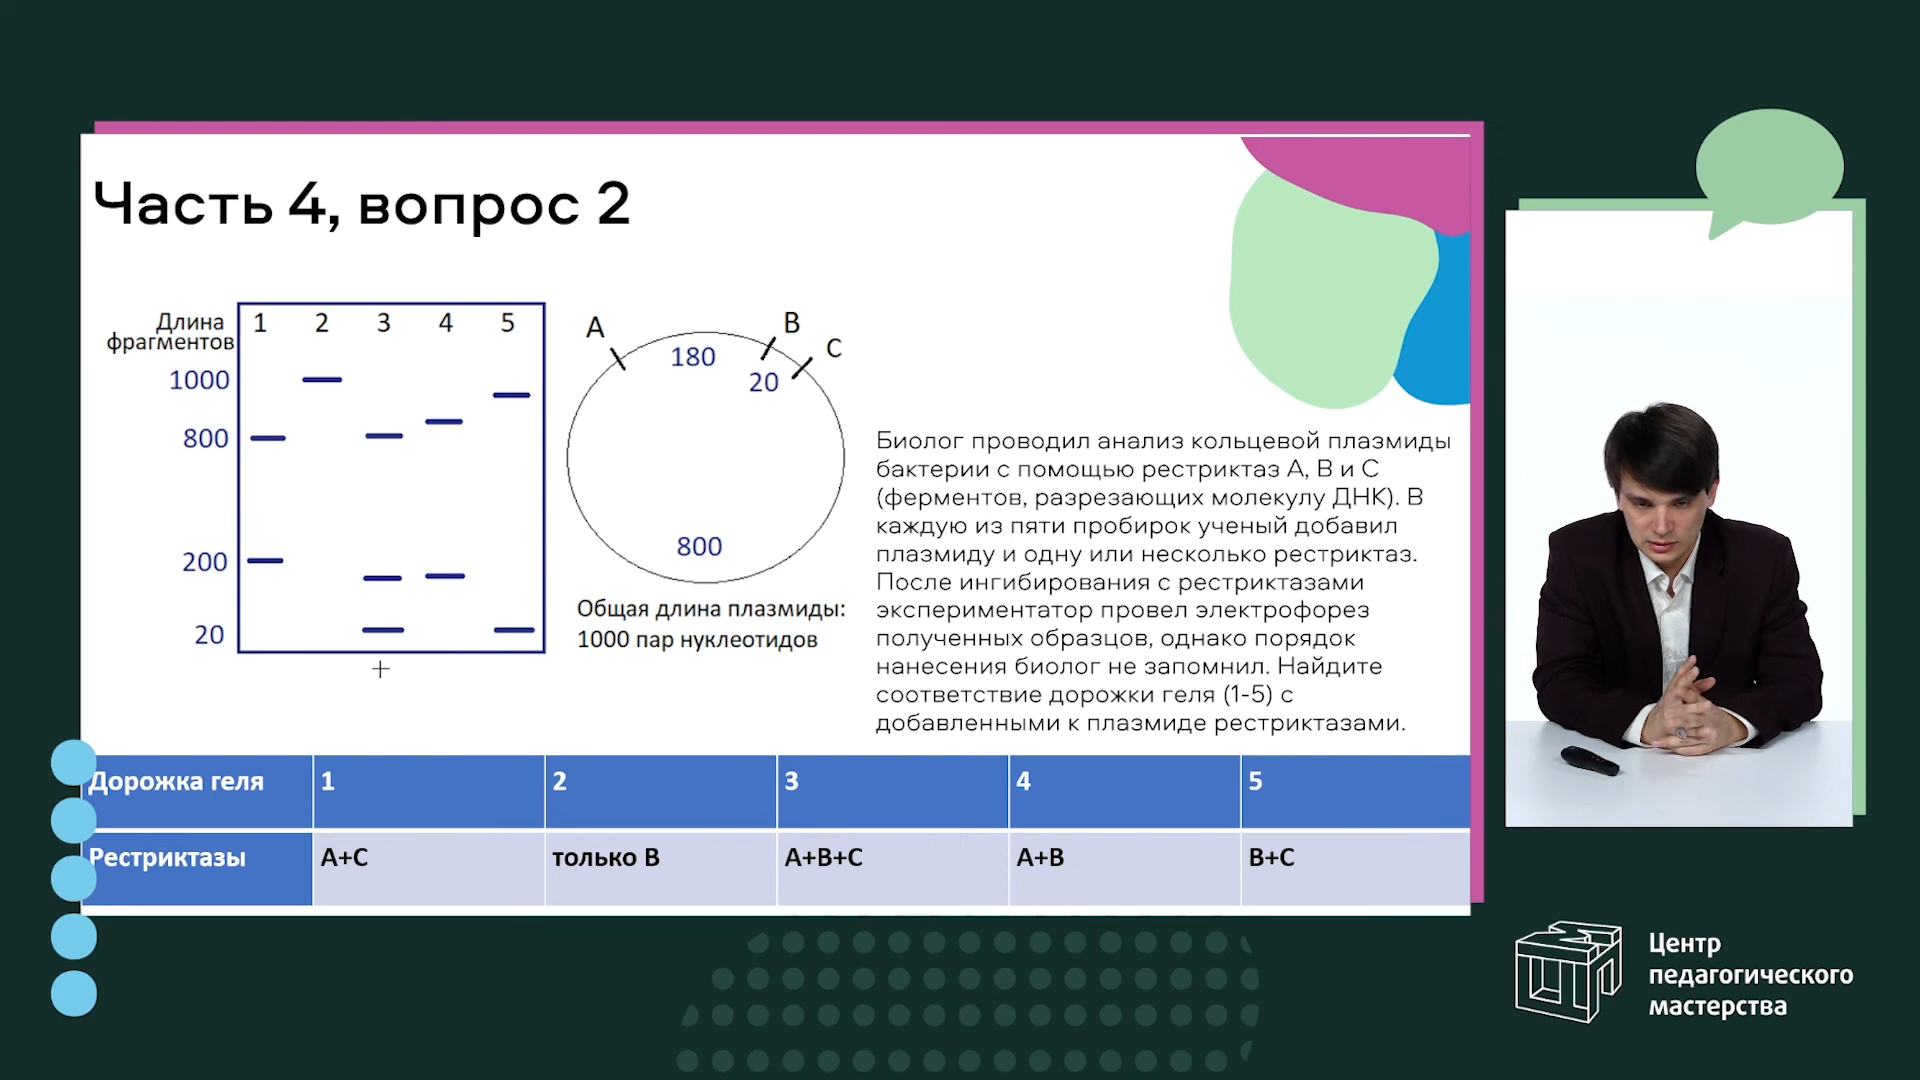 Часть 4, вопрос 2
Длина
фрагментов
1 2 3 4 5
1000
800
200
20
+
A
B
C
180
20
800
Общая длина плазмиды:
1000 пар нуклеотидов
Биолог проводил анализ кольцевой плазмиды
бактерии с помощью рестриктаз А, В и С
(ферментов, разрезающих молекулу ДНК). В
каждую из пяти пробирок ученый добавил
плазмиду и одну или несколько рестриктаз.
После ингибирования с рестриктазами
экспериментатор провел электрофорез
полученных образцов, однако порядок
нанесения биолог не запомнил. Найдите
соответствие дорожки геля (1-5) с
добавленными к плазмиде рестриктазами.
Дорожка геля 1 2 3 4 5
Рестриктазы А+С только В А+В+С А+В В+С
Центр
педагогического
мастерства